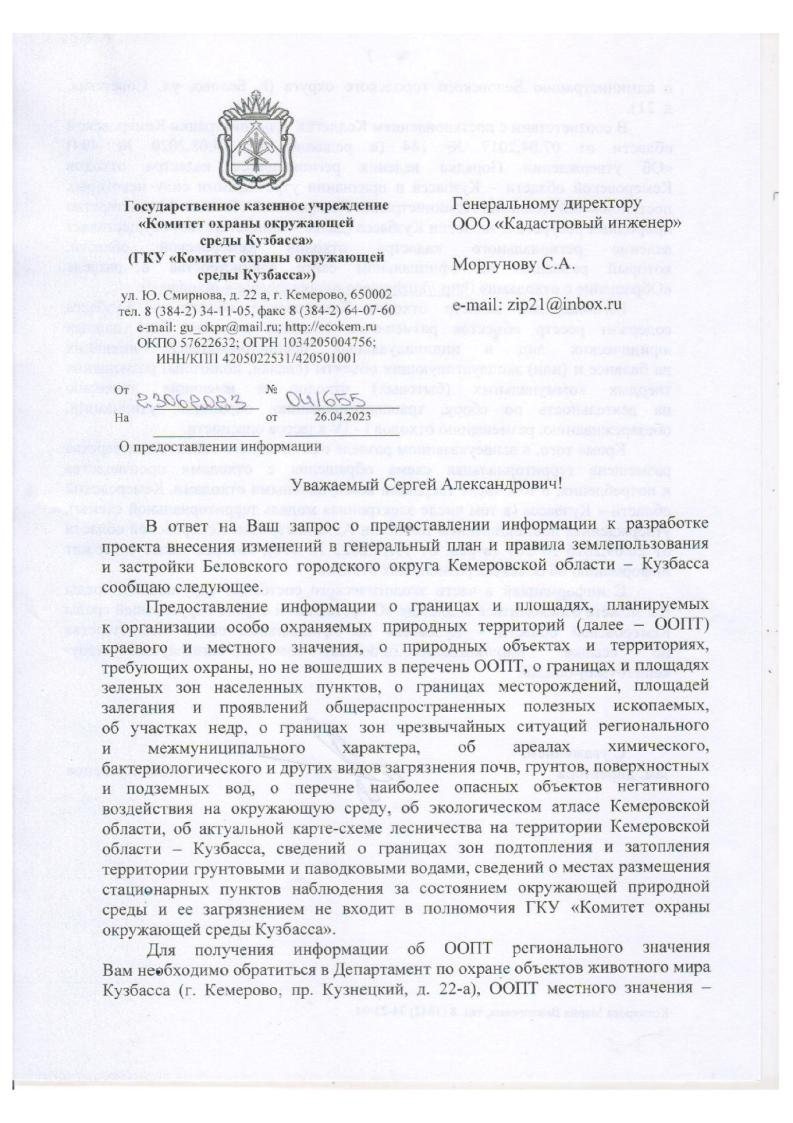 Государственное казенное учреждение
«Комитет охраны окружающей
среды Кузбасса»
(ГКУ «Комитет охраны окружающей
среды Кузбасса»)
ул. Ю. Смирнова, д. 22 а, г. Кемерово, 650002
тел. 8 (384-2) 34-11-05, факс 8 (384-2) 64-07-60
e-mail: gu_okpr@mail.ru; http://ecokem.ru
ОКПО 57622632; ОГРН 1034205004756;
ИНН/КПП 4205022531/420501001
От № 04/655
На от 26.04.2023
О предоставлении информации
Генеральному директору
ООО «Кадастровый инженер»
Моргунову С.А.
e-mail: zip21@inbox.ru
Уважаемый Сергей Александрович!
В ответ на Ваш запрос о предоставлении информации к разработке
проекта внесения изменений в генеральный план и правила землепользования
и застройки Беловского городского округа Кемеровской области – Кузбасса
сообщаю следующее.
Предоставление информации о границах и площадях, планируемых
к организации особо охраняемых природных территорий (далее – ООПТ)
краевого и местного значения, о природных объектах и территориях,
требующих охраны, но не вошедших в перечень ООПТ, о границах и площадях
зеленых зон населенных пунктов, о границах месторождений, площадей
залегания и проявлений общераспространенных полезных ископаемых,
об участках недр, о границах зон чрезвычайных ситуаций регионального
и межмуниципального характера, об ареалах химического,
бактериологического и других видов загрязнения почв, грунтов, поверхностных
и подземных вод, о перечне наиболее опасных объектов негативного
воздействия на окружающую среду, об экологическом атласе Кемеровской
области, об актуальной карте-схеме лесничества на территории Кемеровской
области – Кузбасса, сведений о границах зон подтопления и затопления
территории грунтовыми и паводковыми водами, сведений о местах размещения
стационарных пунктов наблюдения за состоянием окружающей природной
среды и ее загрязнением не входит в полномочия ГКУ «Комитет охраны
окружающей среды Кузбасса».
Для получения информации об ООПТ регионального значения
Вам необходимо обратиться в Департамент по охране объектов животного мира
Кузбасса (г. Кемерово, пр. Кузнецкий, д. 22-а), ООПТ местного значения –